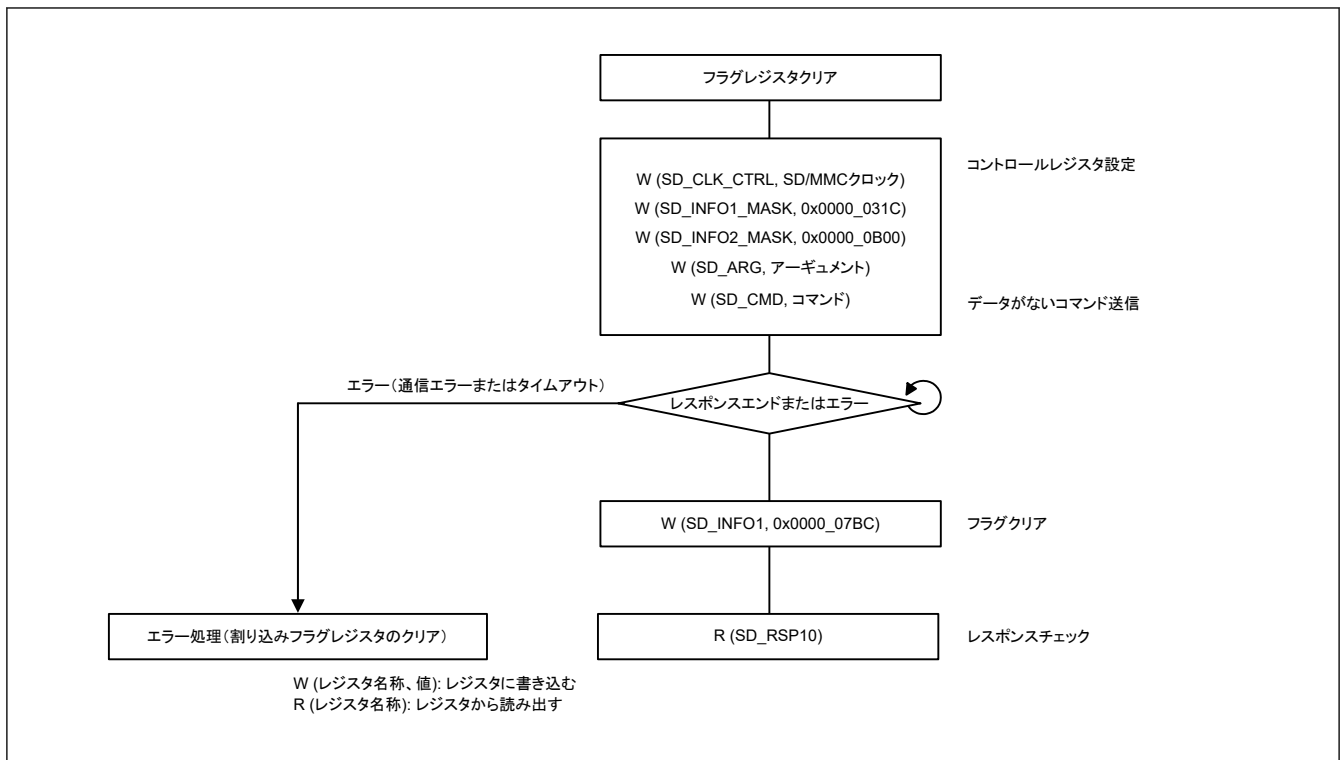 フラグレジスタクリア
W (SD_CLK_CTRL, SD/MMCクロック)
コントロールレジスタ設定
W (SD_INFO1_MASK, 0x0000_031C)
W (SD_INFO2_MASK, 0x0000_0B00)
W (SD_ARG, アーギュメント)
W (SD_CMD, コマンド)
データがないコマンド送信
エラー(通信エラーまたはタイムアウト)
レスポンスエンドまたはエラー
W (SD_INFO1, 0x0000_07BC)
フラグクリア
エラー処理(割り込みフラグレジスタのクリア)
R (SD_RSP10)
レスポンスチェック
W (レジスタ名称、値): レジスタに書き込む
R (レジスタ名称): レジスタから読み出す